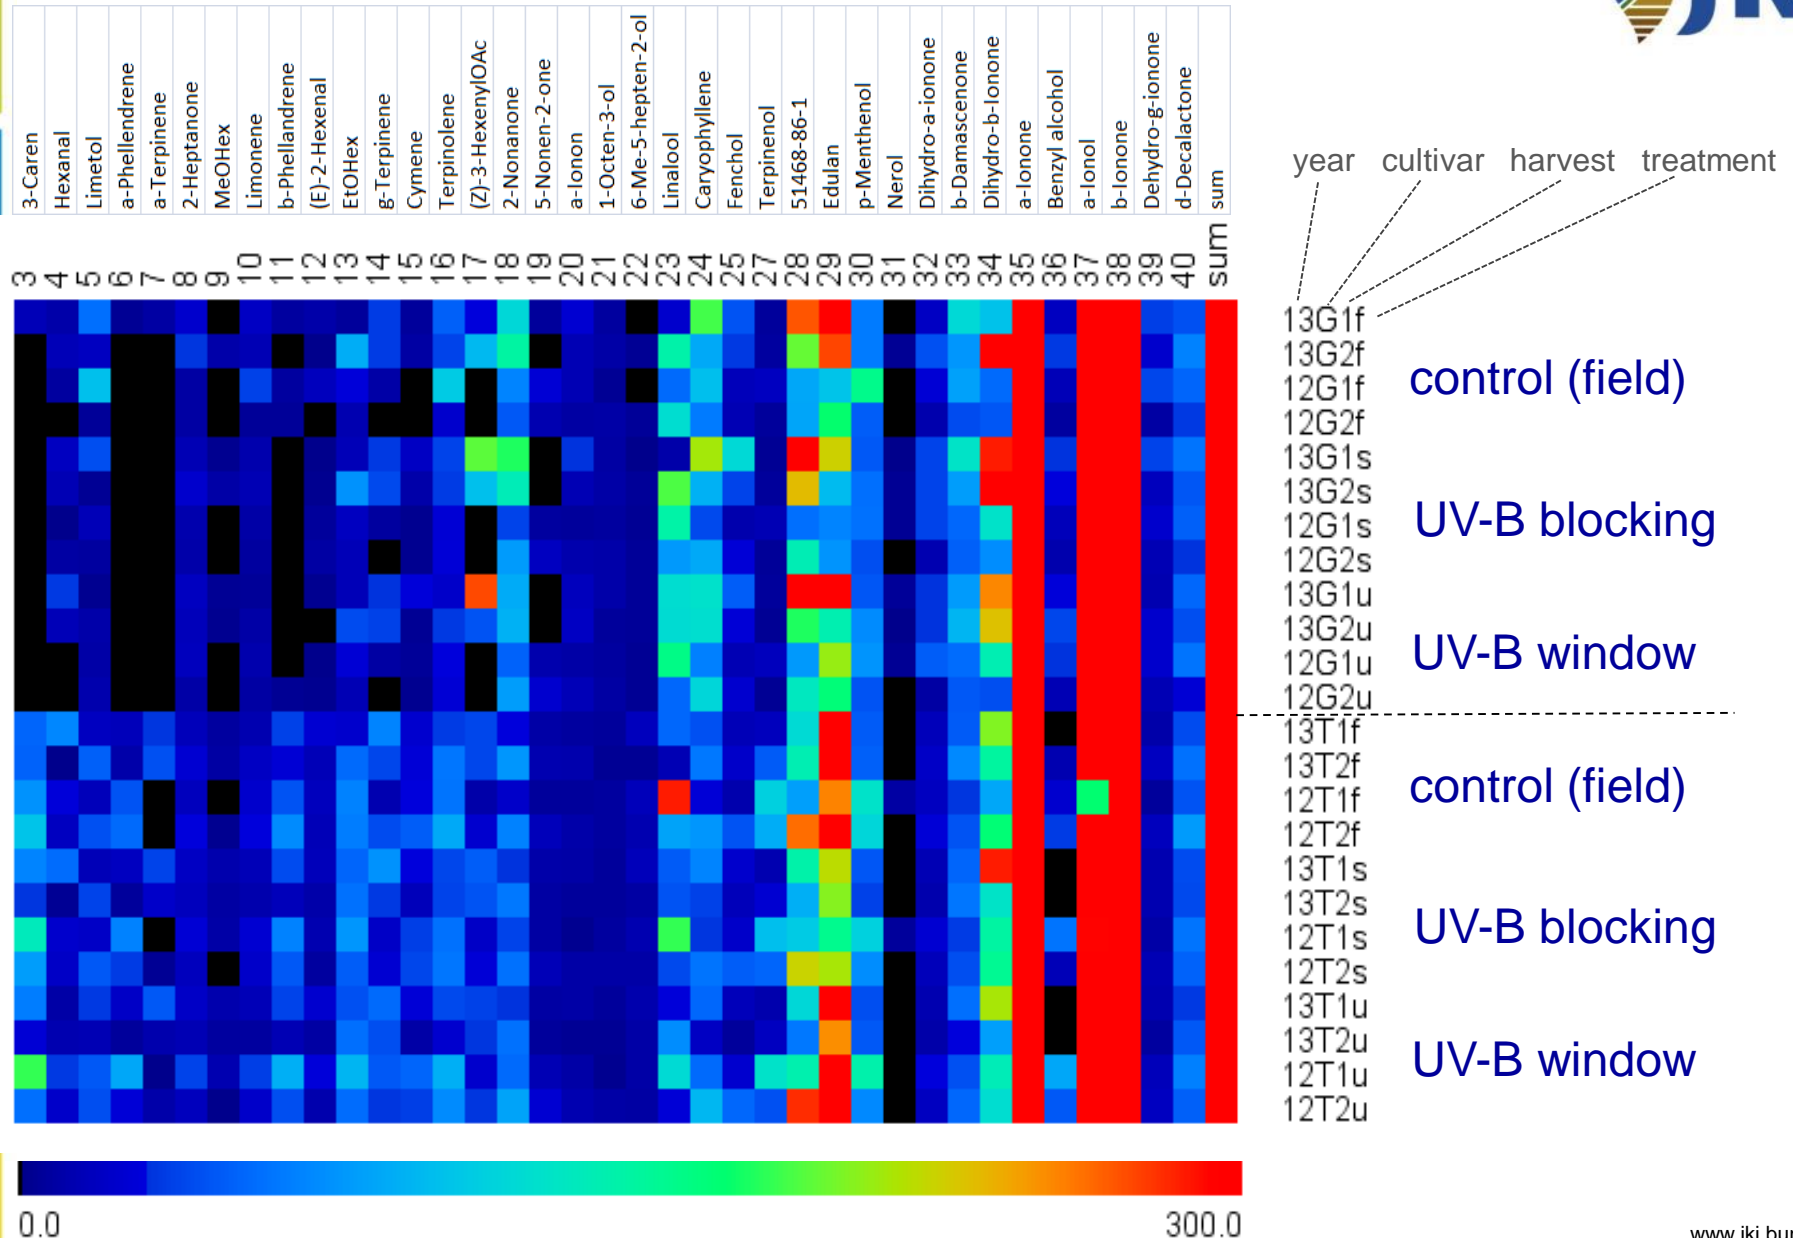 3-Caren
Hexanal
Limetol
a-Phellendrene
a-Terpinene
2-Heptanone
MeOHex
Limonene
b-Phellandrene
(E)-2-Hexenal
EtOHex
g-Terpinene
Cymene
Terpinolene
(Z)-3-HexenylOAc
2-Nonanone
5-Nonen-2-one
a-Ionon
1-Octen-3-ol
6-Me-5-hepten-2-ol
Linalool
Caryophyllene
Fenchol
Terpinenol
51468-86-1
Edulan
p-Menthenol
Nerol
Dihydro-a-ionone
b-Damascenone
Dihydro-b-Ionone
a-Ionone
Benzyl alcohol
a-Ionol
b-Ionone
Dehydro-g-ionone
d-Decalactone
sum
3 4 5 6 7 8 9 10 11 12 13 14 15 16 17 18 19 20 21 22 23 24 25 27 28 29 30 31 32 33 34 35 36 37 38 39 40 sum
year cultivar harvest treatment
13G1f
13G2f
12G1f
12G2f
control (field)
13G1s
13G2s
12G1s
12G2s
UV-B blocking
13G1u
13G2u
12G1u
12G2u
UV-B window
13T1f
13T2f
12T1f
12T2f
control (field)
13T1s
13T2s
12T1s
12T2s
UV-B blocking
13T1u
13T2u
12T1u
12T2u
UV-B window
0.0 300.0